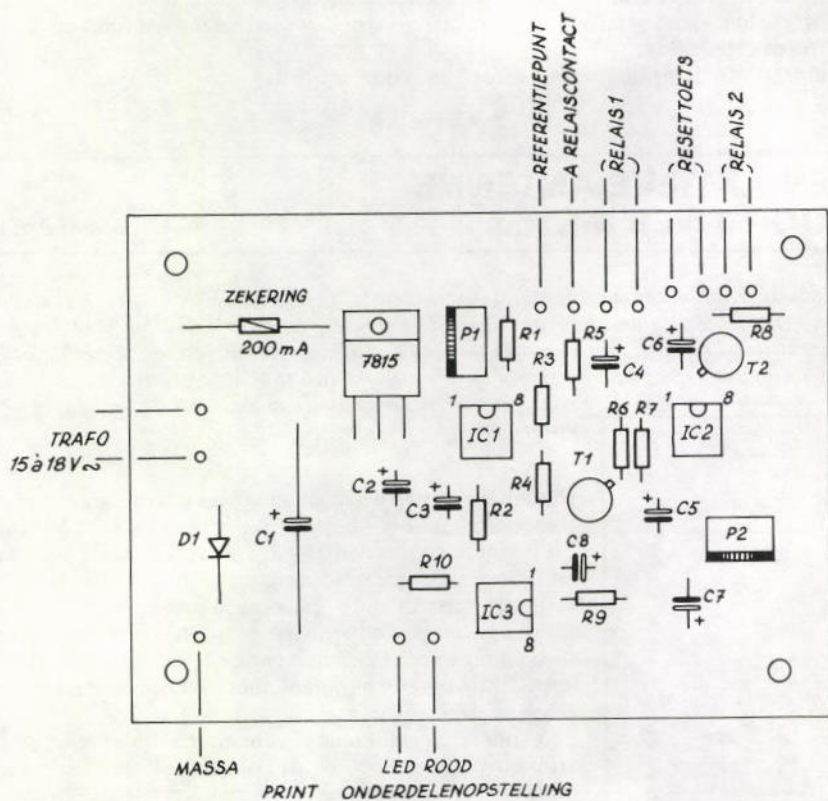 REFERENTIEPUNT
A RELAISCONTACT
RELAIS 1
RESETTOETS
RELAIS 2
ZEKERING
200 mA
7815
P1
R1
R3
R5
C4
C6
R8
T2
1 8
IC1
R6 R7
1 8
IC2
TRAFO
15 à 18 V ~
D1
C1
C2
C3
R2
R4
T1
C5
P2
C8
R10
IC3
1
8
R9
C7
MASSA
LED ROOD
PRINT ONDERDELENOPSTELLING